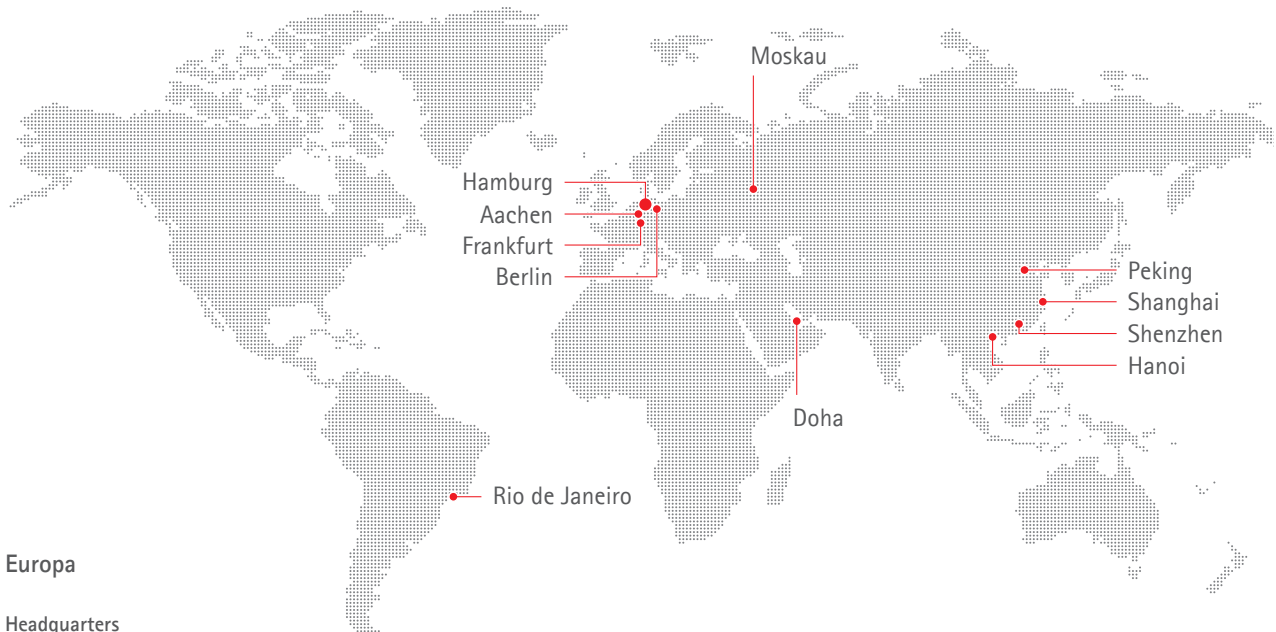 Moskau
Hamburg
Aachen
Frankfurt
Berlin
Peking
Shanghai
Shenzhen
Hanoi
Doha
Rio de Janeiro
Europa
Headquarters